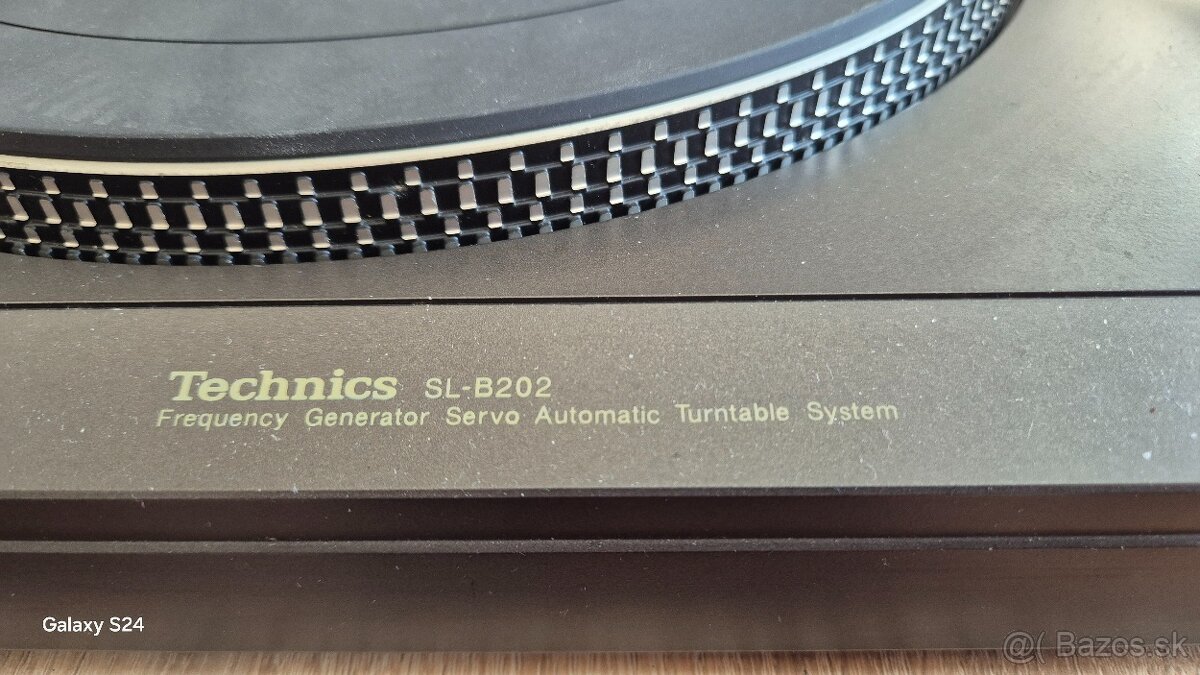 Technics SL-B202
Frequency Generator Servo Automatic Turntable System
Galaxy S24
@( Bazos.sk